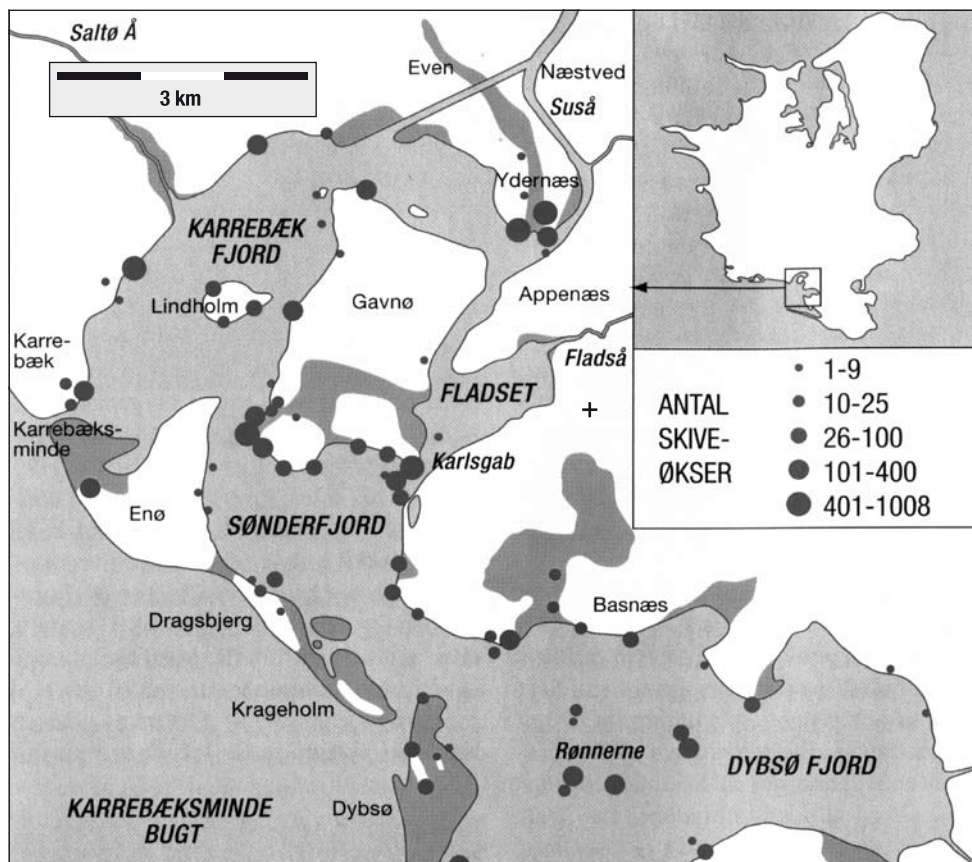 Saltø Å
3 km
Even
Næstved
Suså
Ydernæs
KARREBÆK
FJORD
Lindholm
Gavnø
Appenæs
Karre-
bæk
Fladså
FLADSET
Karrebæks-
minde
Karlsgab
Enø
SØNDERFJORD
ANTAL
SKIVE-
ØKSER
1-9
10-25
26-100
101-400
401-1008
Dragsbjerg
Basnæs
Krageholm
Rønnerne
DYBSØ FJORD
KARREBÆKSMINDE
BUGT
Dybsø